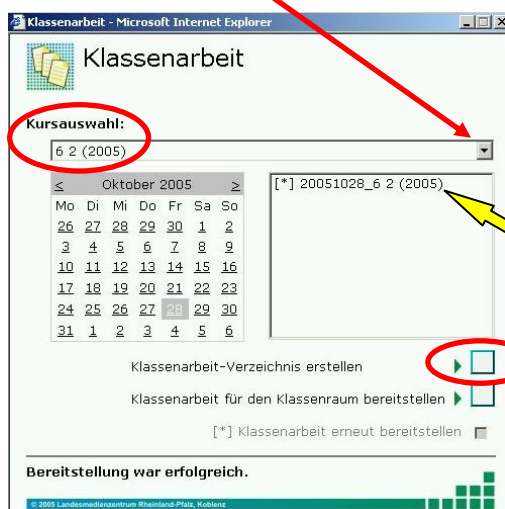 Klassenarbeit - Microsoft Internet Explorer
Klassenarbeit
Kursauswahl:
6 2 (2005)
< Oktober 2005 >
Mo Di Mi Do Fr Sa So
26 27 28 29 30 1 2
3 4 5 6 7 8 9
10 11 12 13 14 15 16
17 18 19 20 21 22 23
24 25 26 27 28 29 30
31 1 2 3 4 5 6
[*] 20051028_6 2 (2005)
Klassenarbeit-Verzeichnis erstellen
Klassenarbeit für den Klassenraum bereitstellen
[*] Klassenarbeit erneut bereitstellen
Bereitstellung war erfolgreich.
© 2005 Landesmedienzentrum Rheinland-Pfalz, Koblenz